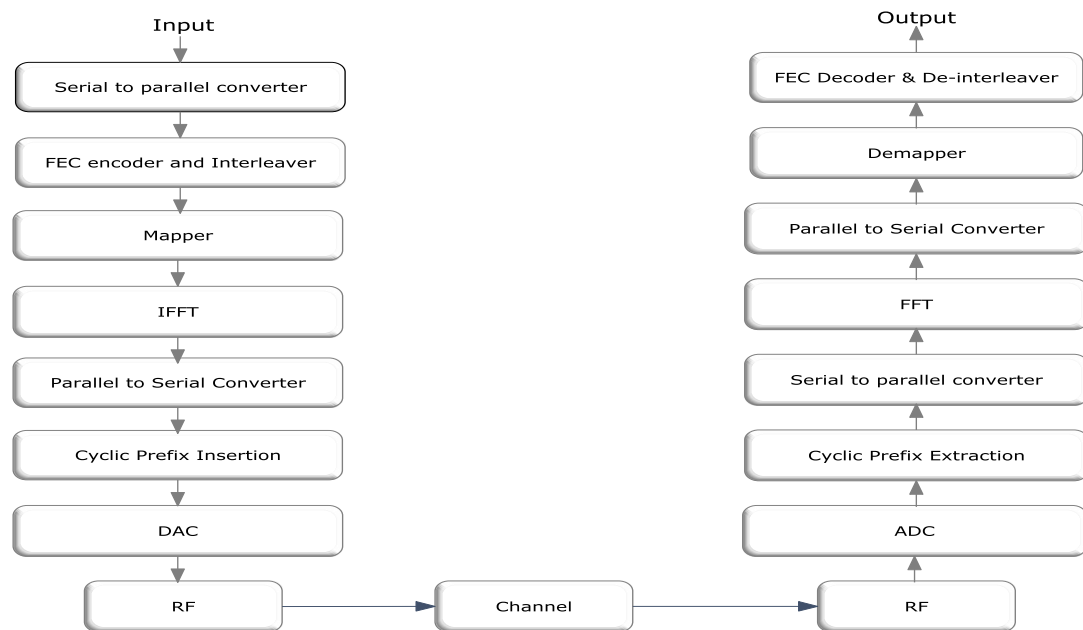 Input
Serial to parallel converter
FEC encoder and Interleaver
Mapper
IFFT
Parallel to Serial Converter
Cyclic Prefix Insertion
DAC
RF
Channel
RF
ADC
Cyclic Prefix Extraction
Serial to parallel converter
FFT
Parallel to Serial Converter
Demapper
FEC Decoder & De-interleaver
Output